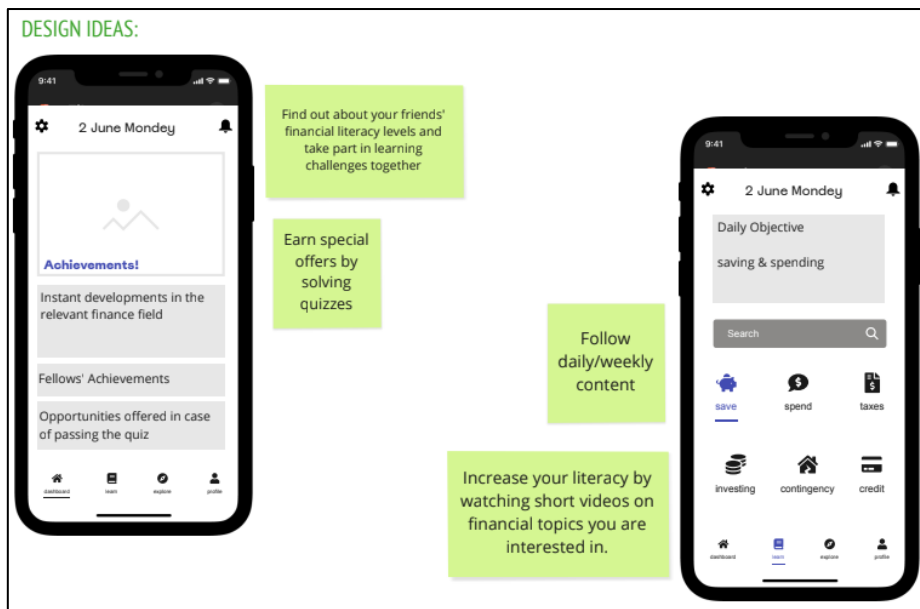 DESIGN IDEAS:
9:41
2 June Mondey
Achievements!
Instant developments in the
relevant finance field
Fellows' Achievements
Opportunities offered in case
of passing the quiz
dashboard
learn
explore
profile
Find out about your friends'
financial literacy levels and
take part in learning
challenges together
Earn special
offers by
solving
quizzes
Follow
daily/weekly
content
Increase your literacy by
watching short videos on
financial topics you are
interested in.
9:41
2 June Mondey
Daily Objective
saving & spending
Search
save
spend
taxes
investing
contingency
credit
dashboard
learn
explore
profile